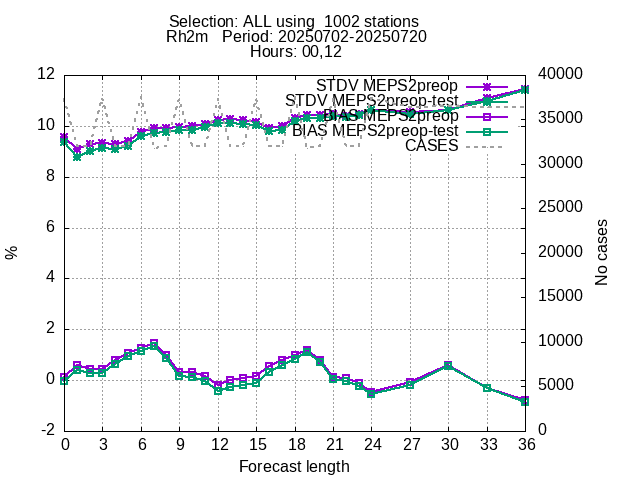 Selection: ALL using  1002 stations
Rh2m   Period: 20250702-20250720
Hours: 00,12
STDV MEPS2preop
STDV MEPS2preop-test
BIAS MEPS2preop
BIAS MEPS2preop-test
CASES
12
10
8
6
4
2
0
-2
%
40000
35000
30000
25000
20000
15000
10000
5000
0
No cases
0 3 6 9 12 15 18 21 24 27 30 33 36
Forecast length